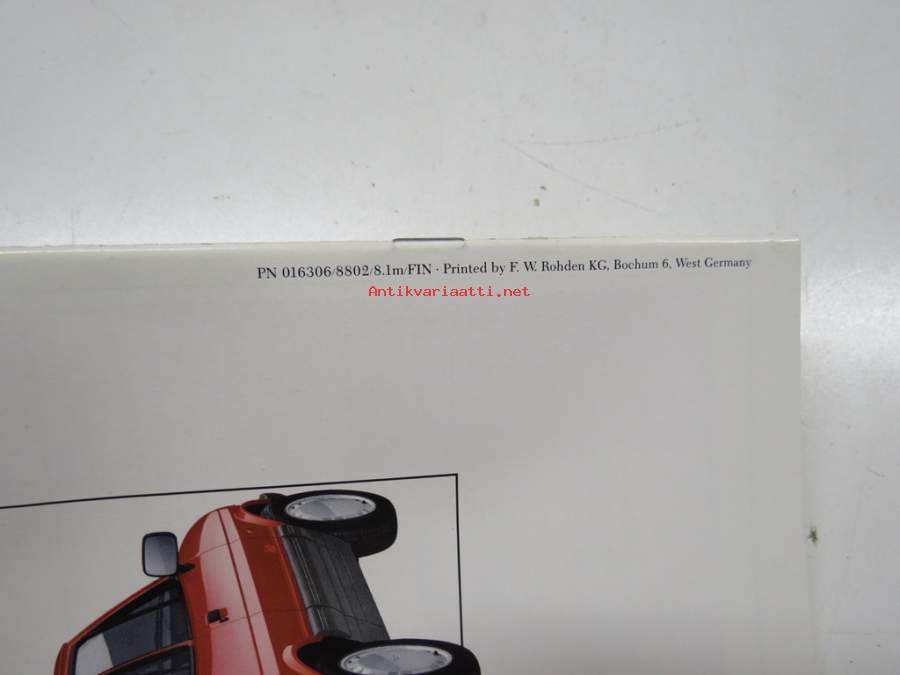 PN 016306/8802/8.1m/FIN · Printed by F. W. Rohden KG, Bochum 6, West Germany
Antikvariaatti.net